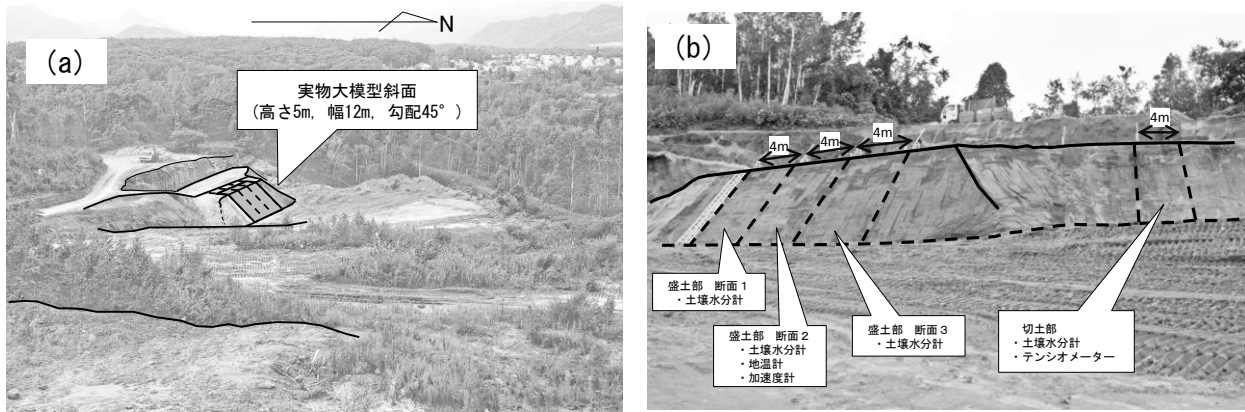 (a)
N
実物大模型斜面
(高さ5m, 幅12m, 勾配45°)
(b)
4m
4m
4m
4m
盛土部 断面1
・土壌水分計
盛土部 断面2
・土壌水分計
・地温計
・加速度計
盛土部 断面3
・土壌水分計
切土部
・土壌水分計
・テンシオメーター